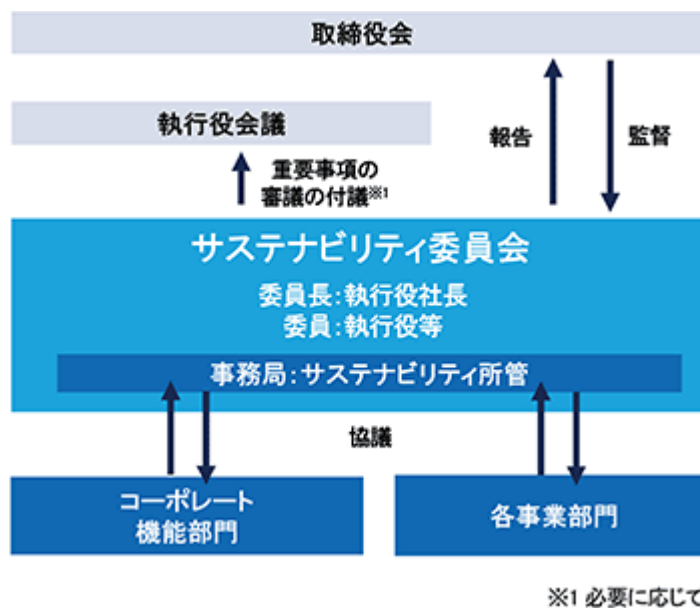 取締役会
執行役会議
報告
監督
重要事項の
審議の付議※1
サステナビリティ委員会
委員長：執行役社長
委員：執行役等
事務局：サステナビリティ所管
協議
コーポレート
機能部門
各事業部門
※1 必要に応じて